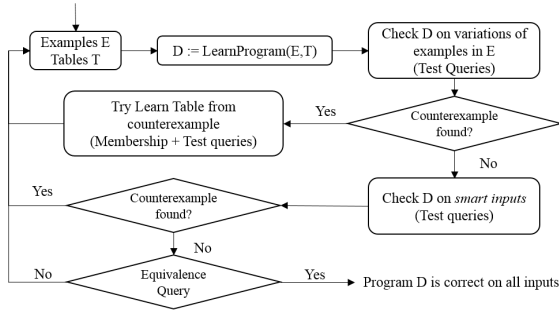 Examples E
Tables T
D := LearnProgram(E,T)
Check D on variations of
examples in E
(Test Queries)
Try Learn Table from
counterexample
(Membership + Test queries)
Yes
Counterexample
found?
No
Yes
Counterexample
found?
Check D on smart inputs
(Test queries)
No
No
Equivalence
Query
Yes
Program D is correct on all inputs